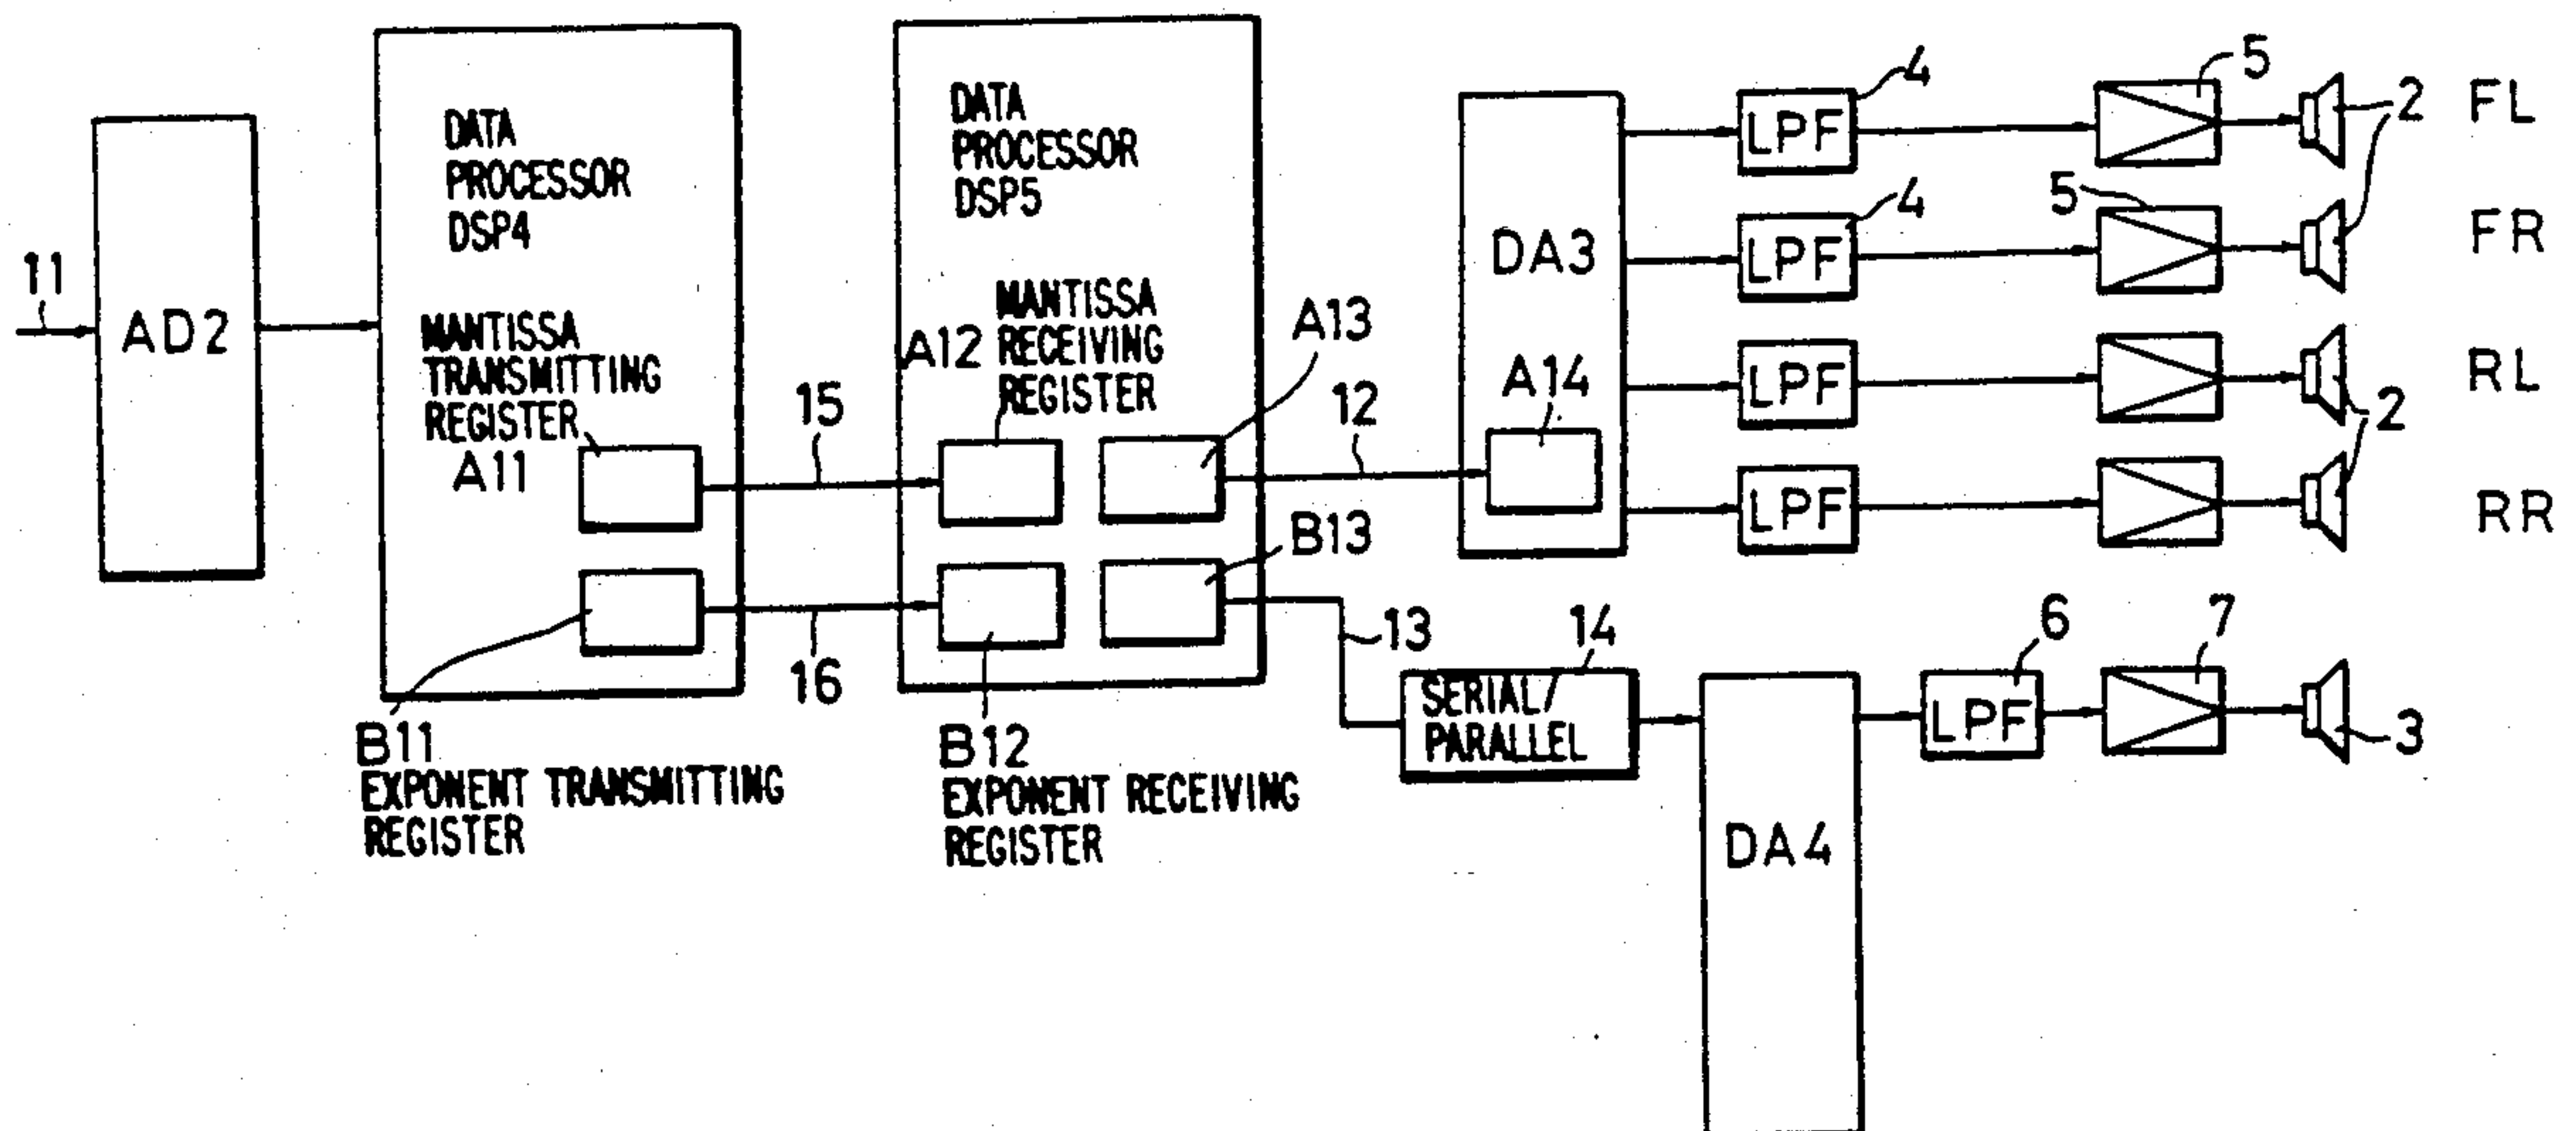 11
AD2
DATA
PROCESSOR
DSP4
MANTISSA
TRANSMITTING
REGISTER
A11
B11
EXPONENT TRANSMITTING
REGISTER
15
16
DATA
PROCESSOR
DSP5
A12
MANTISSA
RECEIVING
REGISTER
A13
B13
B12
EXPONENT RECEIVING
REGISTER
12
13
DA3
A14
4
LPF
5
2
FL
4
LPF
5
FR
LPF
RL
2
LPF
RR
14
SERIAL/
PARALLEL
DA4
6
LPF
7
3